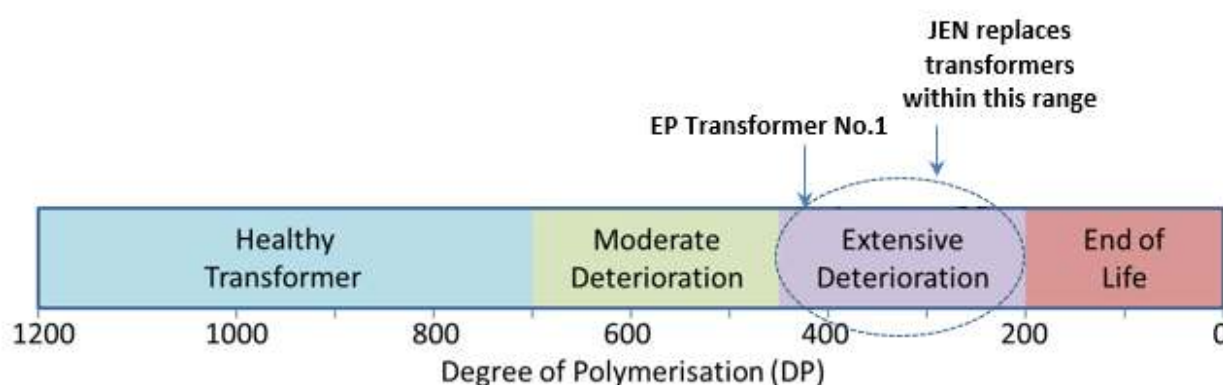 JEN replaces
transformers
within this range
EP Transformer No.1
Healthy
Transformer
Moderate
Deterioration
Extensive
Deterioration
End of
Life
1200 1000 800 600 400 200 0
Degree of Polymerisation (DP)